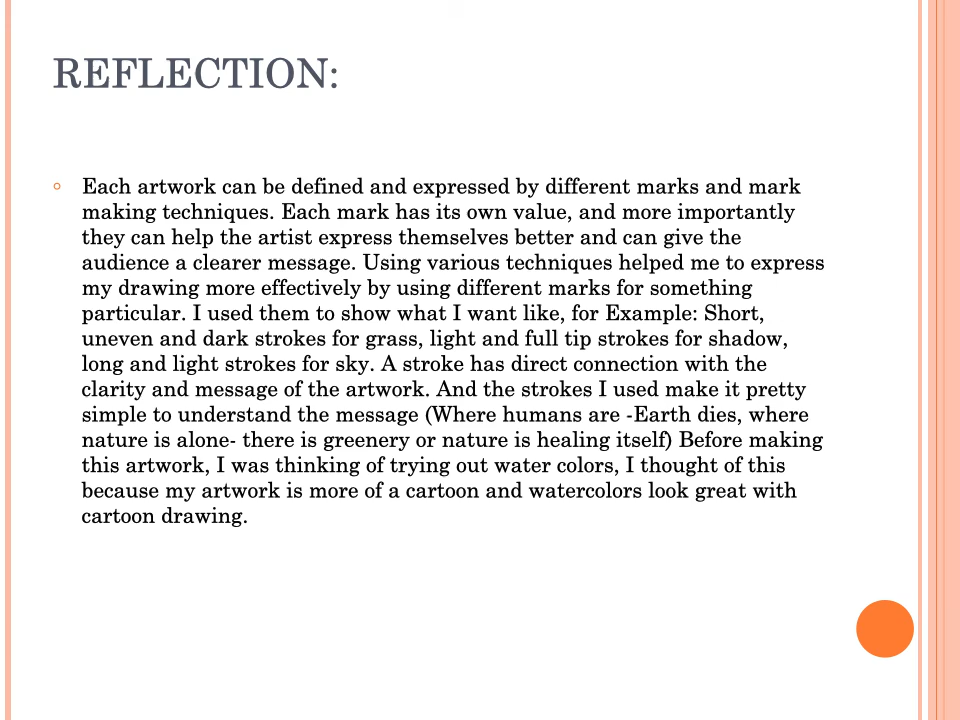 REFLECTION:
Each artwork can be defined and expressed by different marks and mark
making techniques. Each mark has its own value, and more importantly
they can help the artist express themselves better and can give the
audience a clearer message. Using various techniques helped me to express
my drawing more effectively by using different marks for something
particular. I used them to show what I want like, for Example: Short,
uneven and dark strokes for grass, light and full tip strokes for shadow,
long and light strokes for sky. A stroke has direct connection with the
clarity and message of the artwork. And the strokes I used make it pretty
simple to understand the message (Where humans are -Earth dies, where
nature is alone- there is greenery or nature is healing itself) Before making
this artwork, I was thinking of trying out water colors, I thought of this
because my artwork is more of a cartoon and watercolors look great with
cartoon drawing.